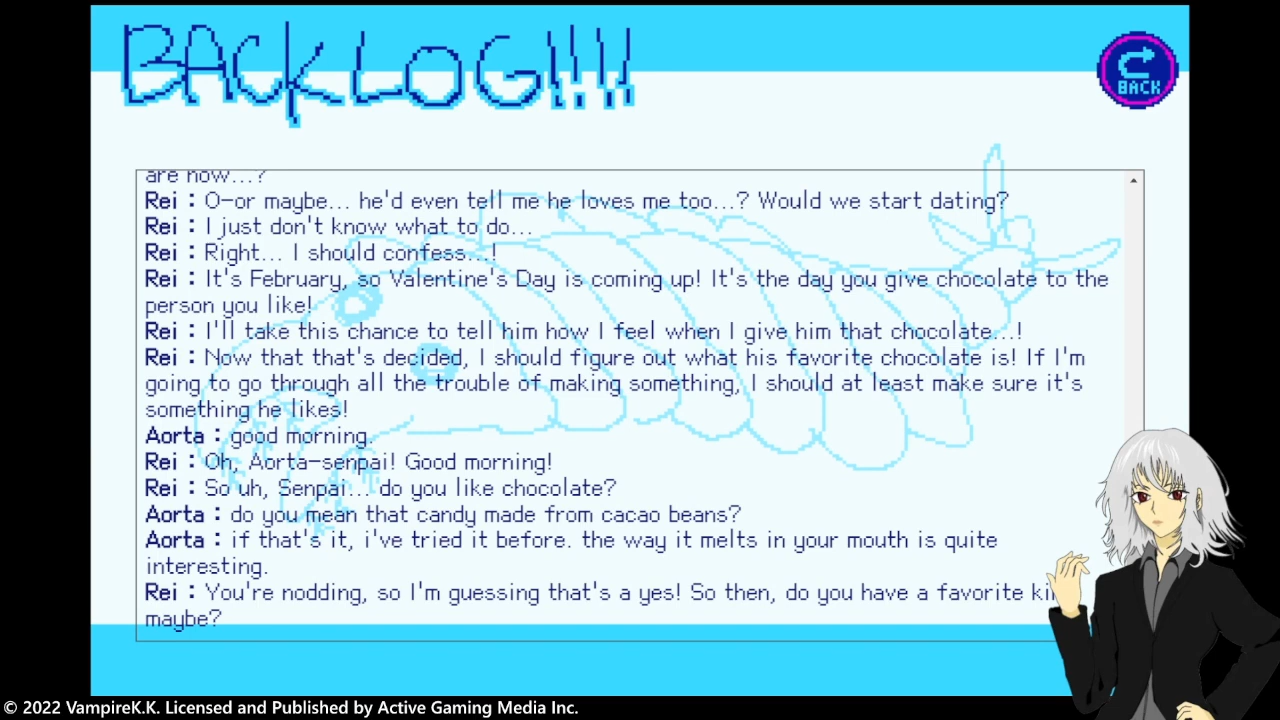 BACKLOG!!!!
BACK
are now...?
Rei : O-or maybe... he'd even tell me he loves me too...? Would we start dating?
Rei : I just don't know what to do...
Rei : Right... I should confess...!
Rei : It's February, so Valentine's Day is coming up! It's the day you give chocolate to the
person you like!
Rei : I'll take this chance to tell him how I feel when I give him that chocolate...!
Rei : Now that that's decided, I should figure out what his favorite chocolate is! If I'm
going to go through all the trouble of making something, I should at least make sure it's
something he likes!
Aorta : good morning.
Rei : Oh, Aorta-senpai! Good morning!
Rei : So uh, Senpai... do you like chocolate?
Aorta : do you mean that candy made from cacao beans?
Aorta : if that's it, i've tried it before. the way it melts in your mouth is quite
interesting.
Rei : You're nodding, so I'm guessing that's a yes! So then, do you have a favorite
maybe?
© 2022 VampireK.K. Licensed and Published by Active Gaming Media Inc.